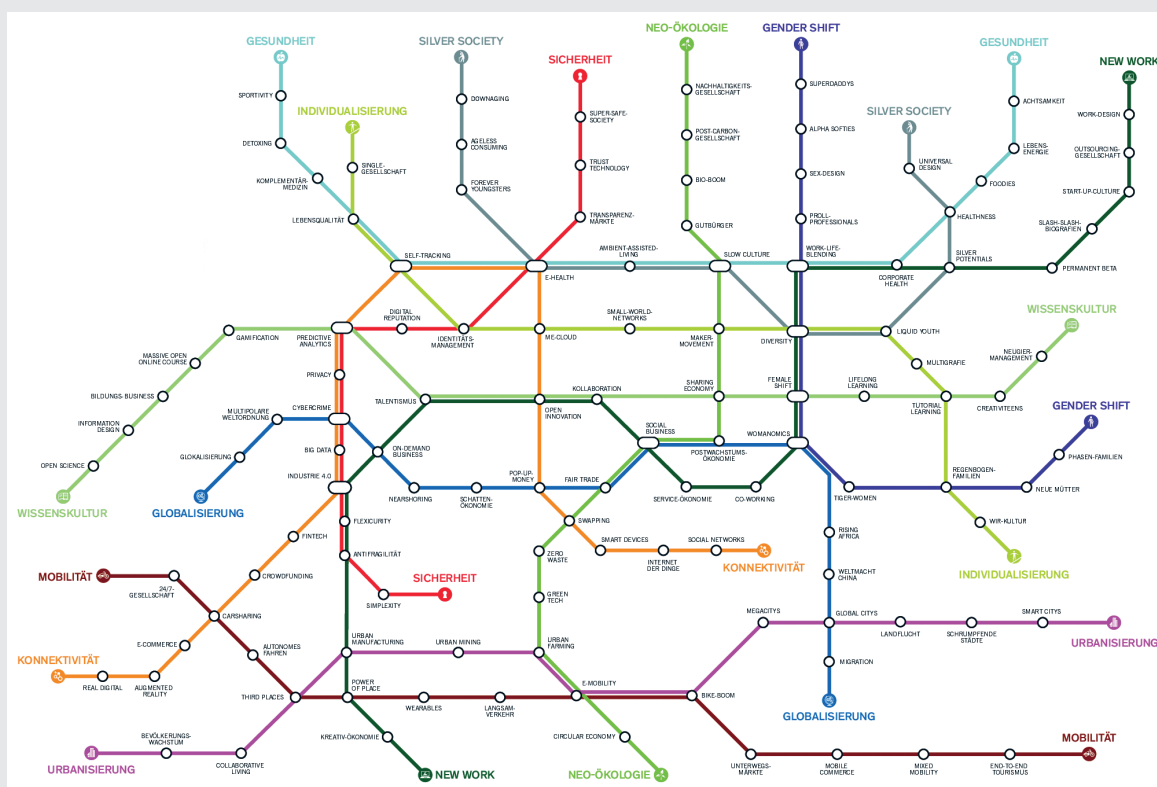 NEO-ÖKOLOGIE
GENDER SHIFT
GESUNDHEIT
SILVER SOCIETY
GESUNDHEIT
SICHERHEIT
NEW WORK
SUPERDADDYS
NACHHALTIGKEITS-
GESELLSCHAFT
SPORTIVITY
DOWNAGING
ACHTSAMKEIT
INDIVIDUALISIERUNG
SILVER SOCIETY
WORK-DESIGN
SUPER-SAFE-
SOCIETY
POST-CARBON-
GESELLSCHAFT
ALPHA SOFTIES
DETOXING
AGELESS
CONSUMING
LEBENS-
ENERGIE
OUTSOURCING-
GESELLSCHAFT
SINGLE-
GESELLSCHAFT
TRUST
TECHNOLOGY
UNIVERSAL
DESIGN
KOMPLEMENTÄR-
MEDIZIN
FOREVER
YOUNGSTERS
BIO-BOOM
SEX-DESIGN
FOODIES
START-UP-CULTURE
LEBENSQUALITÄT
TRANSPARENZ-
MÄRKTE
GUTBÜRGER
PROLL-
PROFESSIONALS
HEALTHNESS
SLASH-SLASH-
BIOGRAFIEN
SELF-TRACKING
AMBIENT-ASSISTED-
LIVING
SLOW CULTURE
WORK-LIFE-
BLENDING
SILVER
POTENTIALS
E-HEALTH
CORPORATE
HEALTH
PERMANENT BETA
DIGITAL
REPUTATION
SMALL-WORLD-
NETWORKS
WISSENSKULTUR
GAMIFICATION
PREDICTIVE
ANALYTICS
IDENTITÄTS-
MANAGEMENT
ME-CLOUD
MAKER-
MOVEMENT
DIVERSITY
LIQUID YOUTH
MASSIVE OPEN
ONLINE COURSE
MULTIGRAFIE
NEUGIER-
MANAGEMENT
PRIVACY
BILDUNGS-BUSINESS
TALENTISMUS
KOLLABORATION
SHARING
ECONOMY
FEMALE
SHIFT
LIFELONG
LEARNING
CYBERCRIME
MULTIPOLARE
WELTORDNUNG
OPEN
INNOVATION
TUTORIAL
LEARNING
CREATIVITEENS
GENDER SHIFT
INFORMATION
DESIGN
SOCIAL
BUSINESS
WOMANOMICS
OPEN SCIENCE
GLOKALISIERUNG
BIG DATA
ON-DEMAND
BUSINESS
POSTWACHSTUMS-
ÖKONOMIE
PHASEN-FAMILIEN
INDUSTRIE 4.0
POP-UP-
MONEY
FAIR TRADE
REGENBOGEN-
FAMILIEN
WISSENSKULTUR
GLOBALISIERUNG
NEARSHORING
SCHATTEN-
ÖKONOMIE
SERVICE-ÖKONOMIE
CO-WORKING
TIGER-WOMEN
NEUE MÜTTER
FLEXICURITY
SWAPPING
WIR-KULTUR
FINTECH
RISING
AFRICA
SMART DEVICES
SOCIAL NETWORKS
ANTIFRAGILITÄT
ZERO
WASTE
INTERNET
DER DINGE
KONNEKTIVITÄT
INDIVIDUALISIERUNG
MOBILITÄT
24/7-
GESELLSCHAFT
CROWDFUNDING
SICHERHEIT
WELTMACHT
CHINA
SIMPLEXITY
GREEN
TECH
CARSHARING
MEGACITYS
GLOBAL CITYS
SMART CITYS
LANDFLUCHT
SCHRUMPFENDE
STÄDTE
URBANISIERUNG
E-COMMERCE
AUTONOMES
FAHREN
URBAN
MANUFACTURING
URBAN MINING
URBAN
FARMING
MIGRATION
KONNEKTIVITÄT
REAL DIGITAL
AUGMENTED
REALITY
THIRD PLACES
POWER
OF PLACE
E-MOBILITY
BIKE-BOOM
WEARABLES
LANGSAM-
VERKEHR
GLOBALISIERUNG
BEVÖLKERUNGS-
WACHSTUM
KREATIV-ÖKONOMIE
CIRCULAR ECONOMY
MOBILITÄT
URBANISIERUNG
COLLABORATIVE
LIVING
NEW WORK
NEO-ÖKOLOGIE
UNTERWEGS-
MÄRKTE
MOBILE
COMMERCE
MIXED
MOBILITY
END-TO-END
TOURISMUS